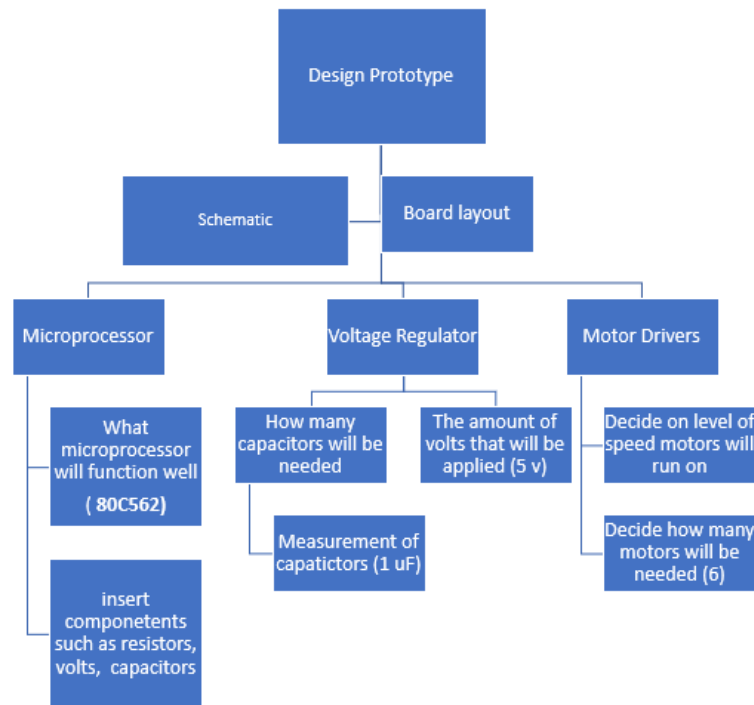 Design Prototype
Schematic
Board layout
Microprocessor
Voltage Regulator
Motor Drivers
What
microprocessor
will function well
( 80C562)
How many
capacitors will be
needed
The amount of
volts that will be
applied (5 v)
Decide on level of
speed motors will
run on
Measurement of
capatictors (1 uF)
Decide how many
motors will be
needed (6)
insert
componetents
such as resistors,
volts, capacitors